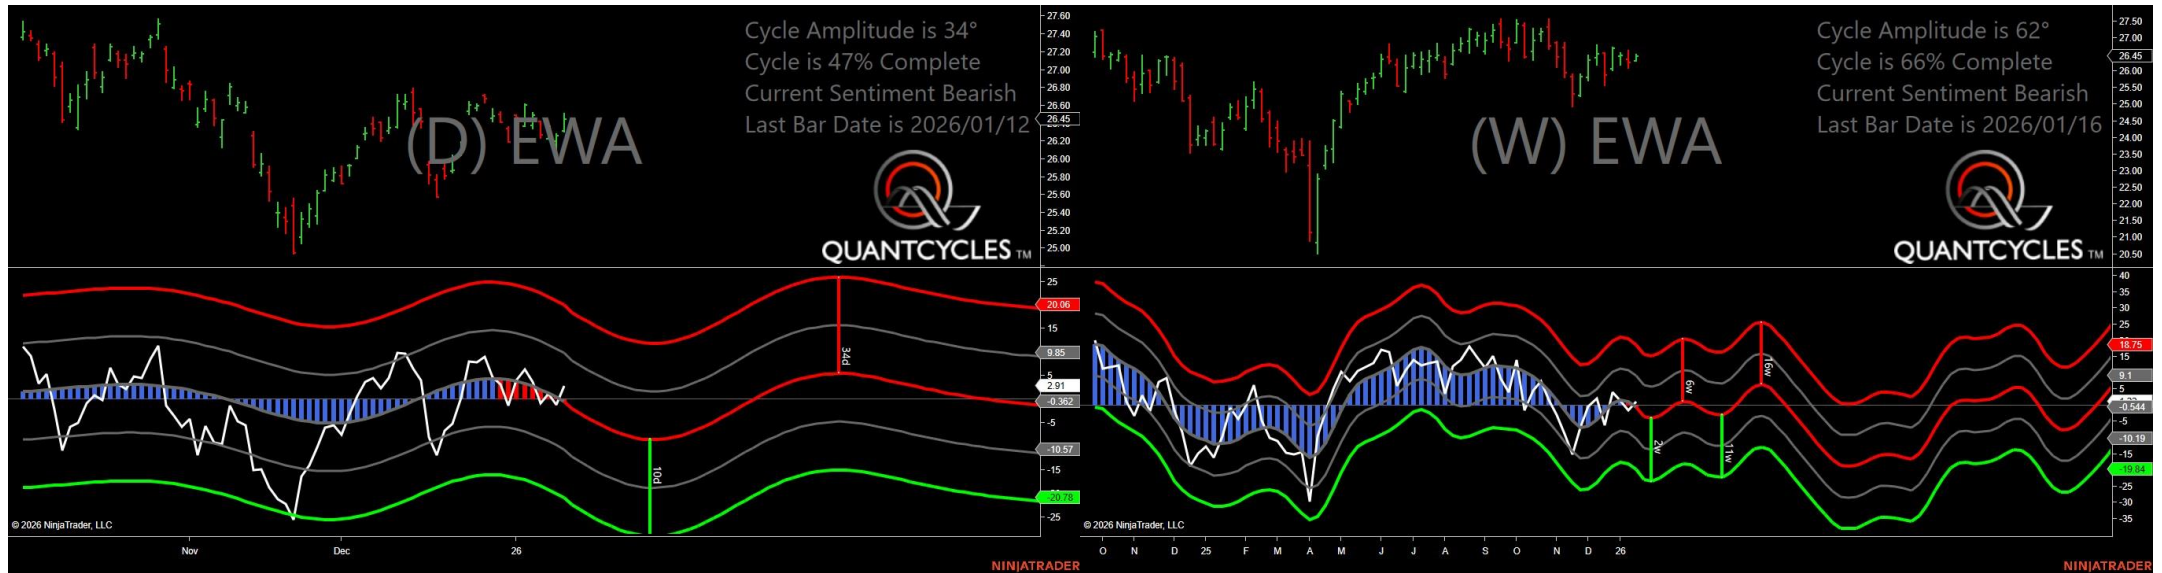 Cycle Amplitude is 34°
Cycle is 47% Complete
Current Sentiment Bearish
Last Bar Date is 2026/01/12
(D) EWA
QUANTCYCLES TM
27.60
27.40
27.20
27.00
26.80
26.60
26.45
26.20
26.00
25.80
25.60
25.40
25.20
25.00
25
20.06
15
9.85
5
2.91
-0.362
-5
-10.57
-15
-20.78
-25
34d
10d
© 2026 NinjaTrader, LLC
Nov Dec 26
NINJATRADER
Cycle Amplitude is 62°
Cycle is 66% Complete
Current Sentiment Bearish
Last Bar Date is 2026/01/16
(W) EWA
QUANTCYCLES TM
27.50
27.00
26.45
26.00
25.50
25.00
24.50
24.00
23.50
23.00
22.50
22.00
21.50
21.00
20.50
40
35
30
25
18.75
15
9.1
5
-0.544
-5
-10.19
-15
-19.84
-25
-30
-35
6w
16w
2w
11w
© 2026 NinjaTrader, LLC
O N D 25 F M A M J J A S O N D 26
NINJATRADER